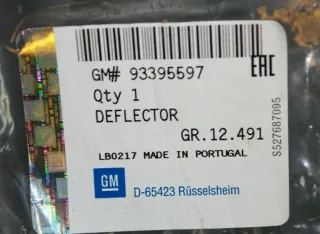 GM# 93395597
EAC
Qty 1
DEFLECTOR
GR.12.491
LB0217 MADE IN PORTUGAL
S527687095
GM
D-65423 Rüsselsheim